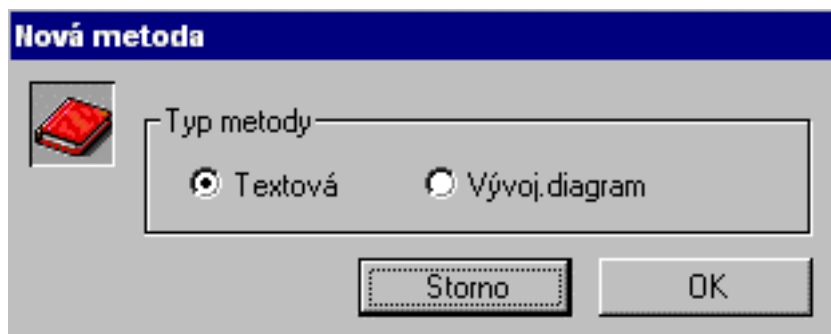 Nová metoda
Typ metody
Textová Vývoj.diagram
Storno OK